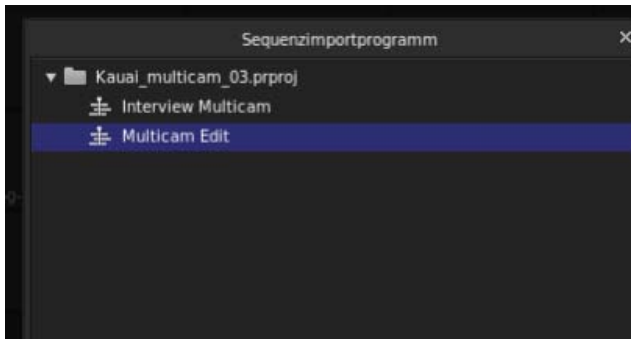 Sequenzimportprogramm
Kauai_multicam_03.prproj
Interview Multicam
Multicam Edit